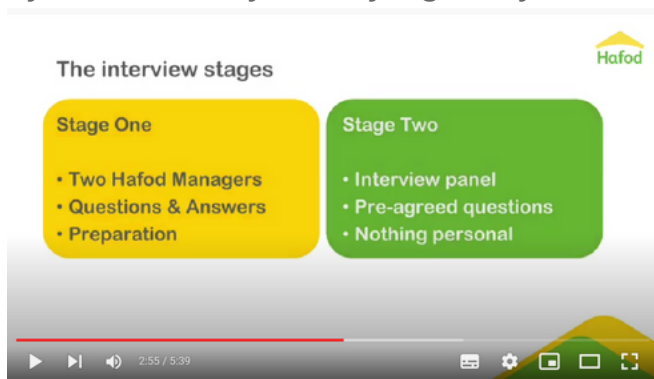 Hafod
The interview stages
Stage One
• Two Hafod Managers
• Questions & Answers
• Preparation
Stage Two
• Interview panel
• Pre-agreed questions
• Nothing personal
2:55 / 5:39